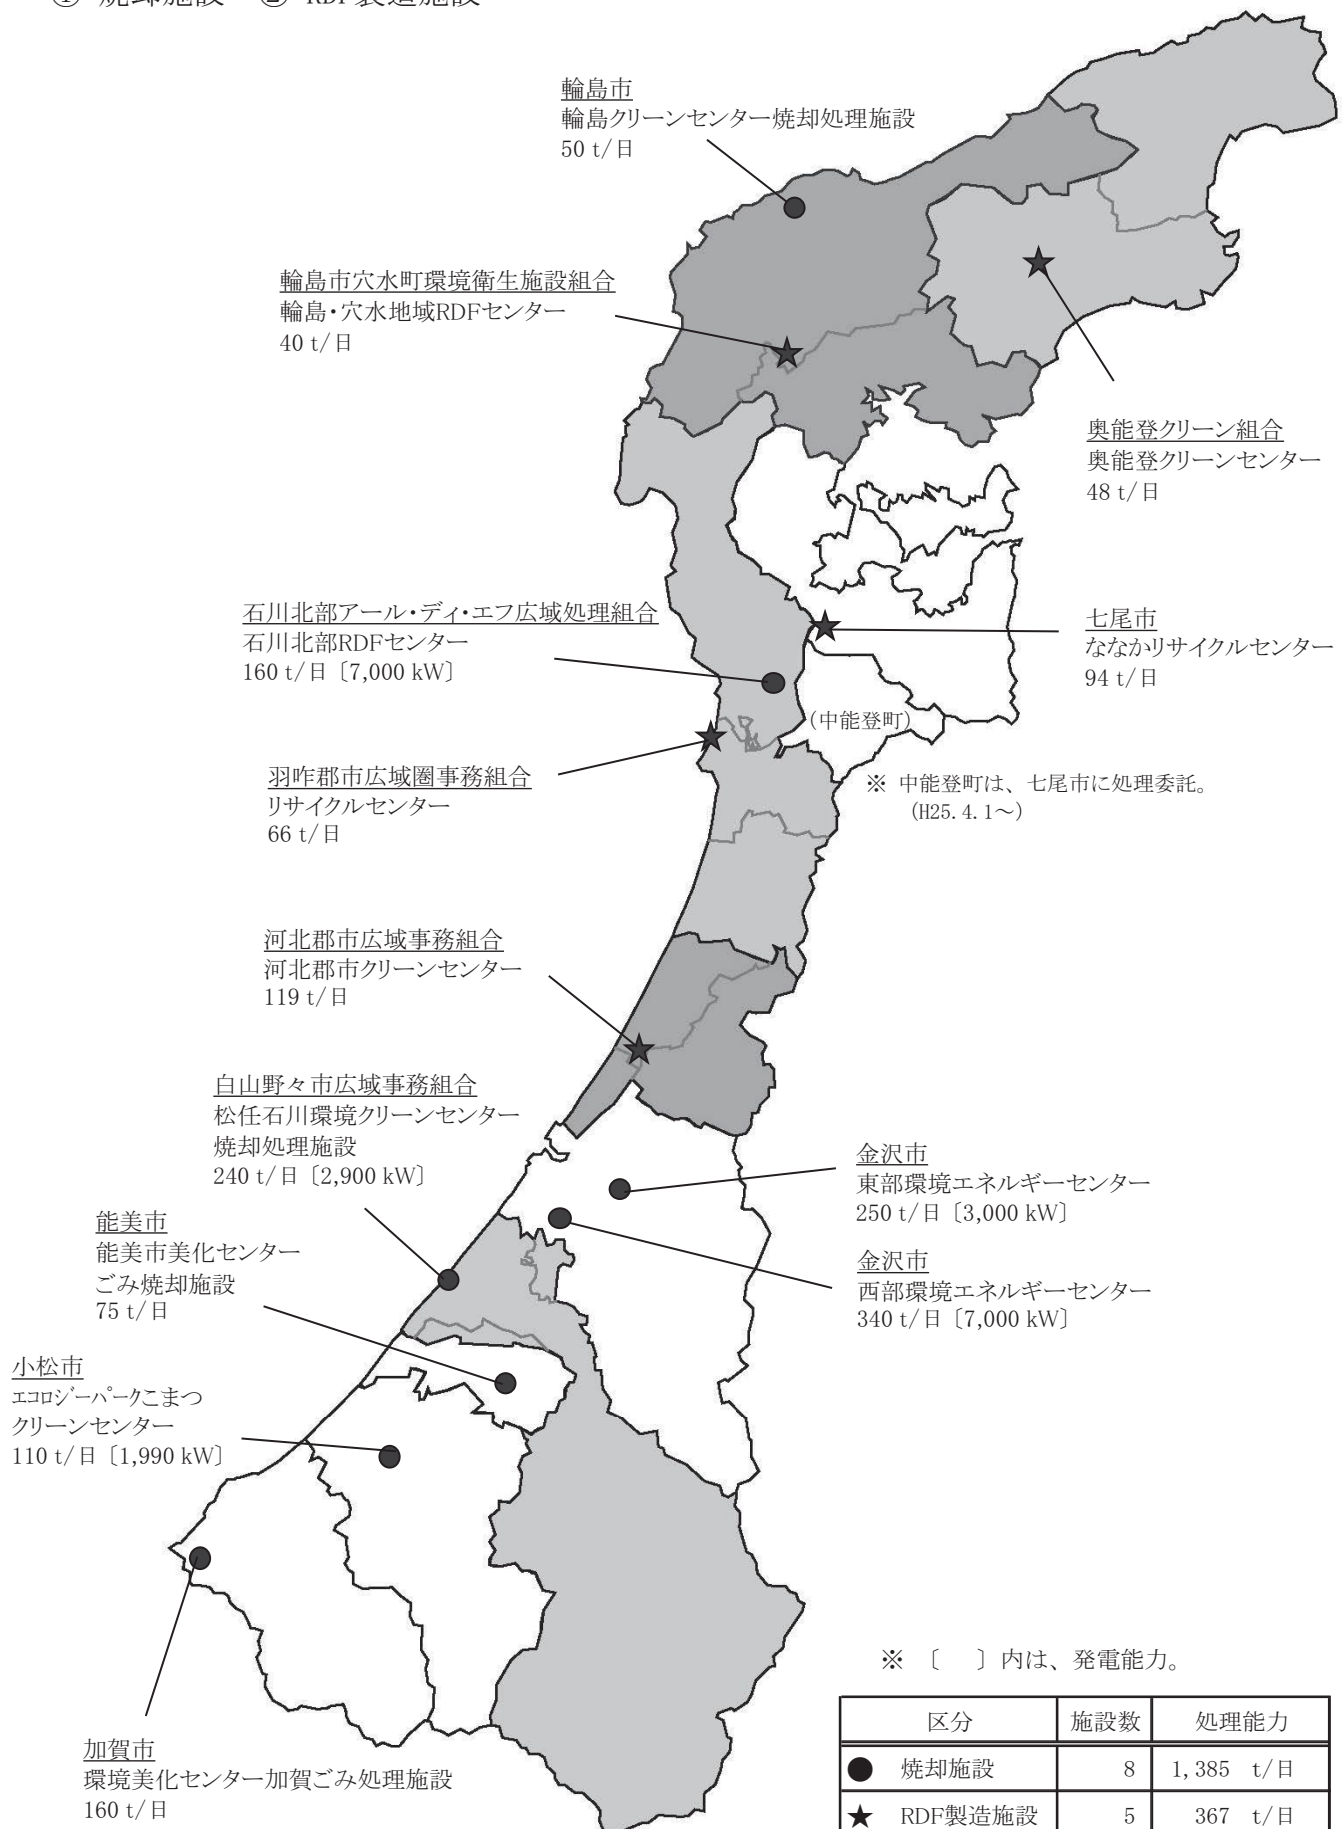 ① 焼却施設　② RDF製造施設
輪島市
輪島クリーンセンター焼却処理施設
50 t/日
輪島市穴水町環境衛生施設組合
輪島・穴水地域RDFセンター
40 t/日
奥能登クリーン組合
奥能登クリーンセンター
48 t/日
石川北部アール・ディ・エフ広域処理組合
石川北部RDFセンター
160 t/日〔7,000 kW〕
七尾市
ななかリサイクルセンター
94 t/日
(中能登町)
※ 中能登町は、七尾市に処理委託。
(H25.4.1～)
羽咋郡市広域圏事務組合
リサイクルセンター
66 t/日
河北郡市広域事務組合
河北郡市クリーンセンター
119 t/日
白山野々市広域事務組合
松任石川環境クリーンセンター
焼却処理施設
240 t/日〔2,900 kW〕
金沢市
東部環境エネルギーセンター
250 t/日〔3,000 kW〕
金沢市
西部環境エネルギーセンター
340 t/日〔7,000 kW〕
能美市
能美市美化センター
ごみ焼却施設
75 t/日
小松市
エコロジーパークこまつ
クリーンセンター
110 t/日〔1,990 kW〕
加賀市
環境美化センター加賀ごみ処理施設
160 t/日
※ 〔　〕内は、発電能力。
区分 施設数 処理能力
● 焼却施設 8 1,385 t/日
★ RDF製造施設 5 367 t/日